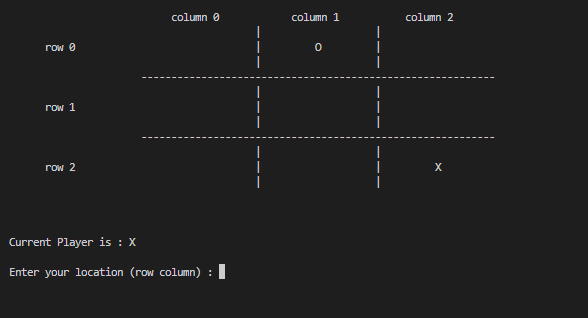 column 0 column 1 column 2
| |
row 0 | O |
| |
-----------------------------------------------------------
| |
row 1 | |
| |
-----------------------------------------------------------
| |
row 2 | | X
| |
Current Player is : X
Enter your location (row column) :